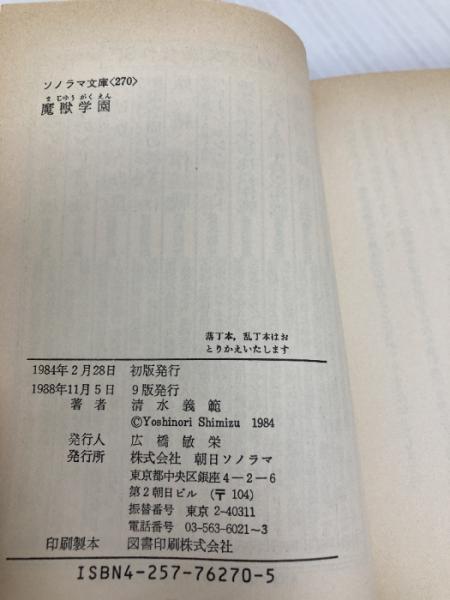 ソノラマ文庫〈270〉
まじゅうがくえん
魔獣学園
落丁本，乱丁本はお
とりかえいたします
1984年2月28日 初版発行
1988年11月5日 9版発行
著者 清水義範
©Yoshinori Shimizu 1984
発行人 広橋敏栄
発行所 株式会社 朝日ソノラマ
東京都中央区銀座4－2－6
第2朝日ビル （〒104）
振替番号 東京 2-40311
電話番号 03-563-6021～3
印刷製本 図書印刷株式会社
ISBN4-257-76270-5